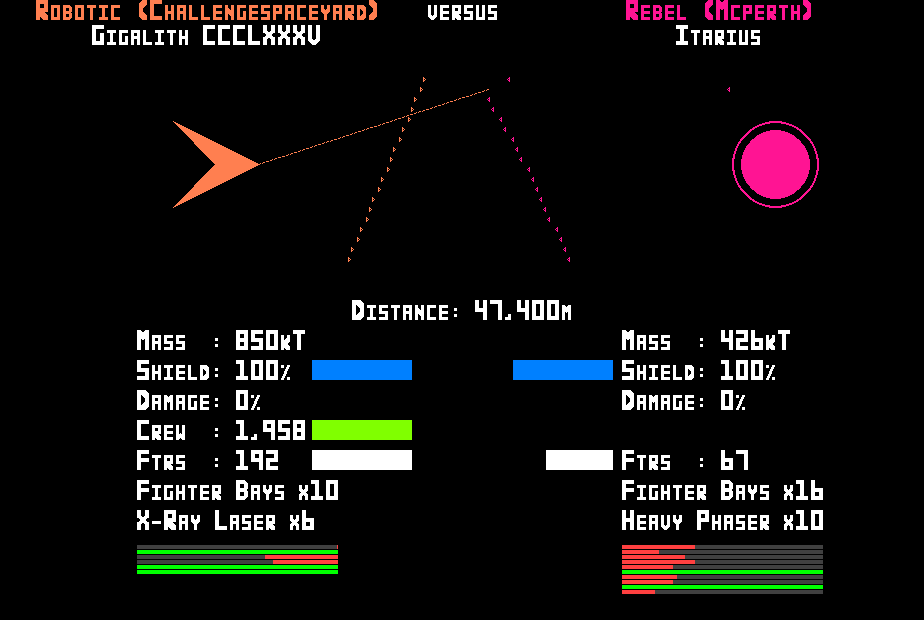 Robotic (Challengespaceyard) versus Rebel (Mcperth)
Gigalith CCCLXXXV Itarius
Distance: 47,400m
Mass : 850kT Mass : 426kT
Shield: 100% Shield: 100%
Damage: 0% Damage: 0%
Crew : 1,958
Ftrs : 192 Ftrs : 67
Fighter Bays x10 Fighter Bays x16
X-Ray Laser x6 Heavy Phaser x10